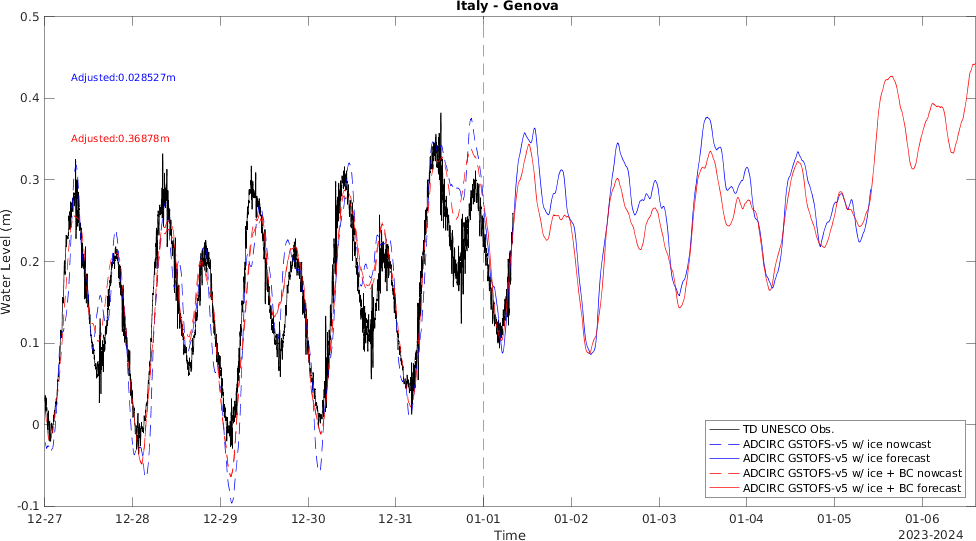 Italy - Genova
0.5
0.4
0.3
0.2
0.1
0
-0.1
Water Level (m)
Adjusted:0.028527m
Adjusted:0.36878m
TD UNESCO Obs.
ADCIRC GSTOFS-v5 w/ ice nowcast
ADCIRC GSTOFS-v5 w/ ice forecast
ADCIRC GSTOFS-v5 w/ ice + BC nowcast
ADCIRC GSTOFS-v5 w/ ice + BC forecast
12-27 12-28 12-29 12-30 12-31 01-01 01-02 01-03 01-04 01-05 01-06
Time
2023-2024